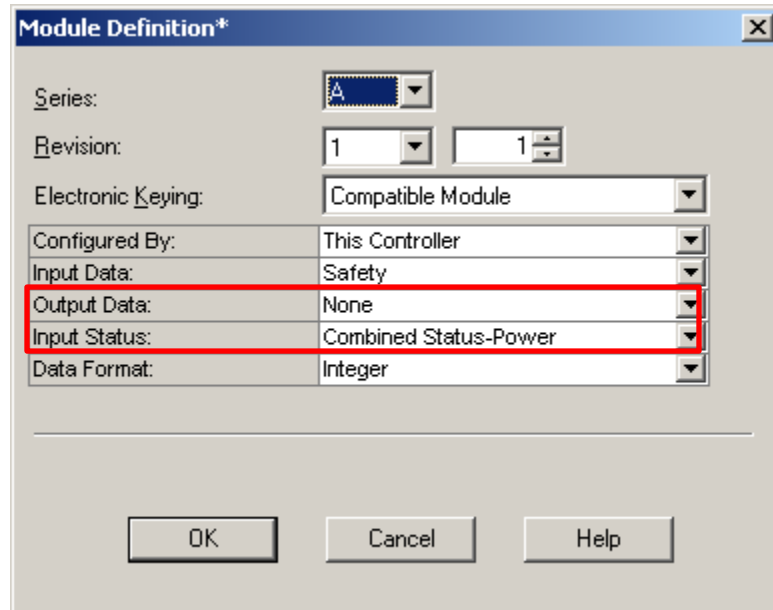 Module Definition*
Series: A
Revision: 1 1
Electronic Keying: Compatible Module
Configured By: This Controller
Input Data: Safety
Output Data: None
Input Status: Combined Status-Power
Data Format: Integer
OK Cancel Help